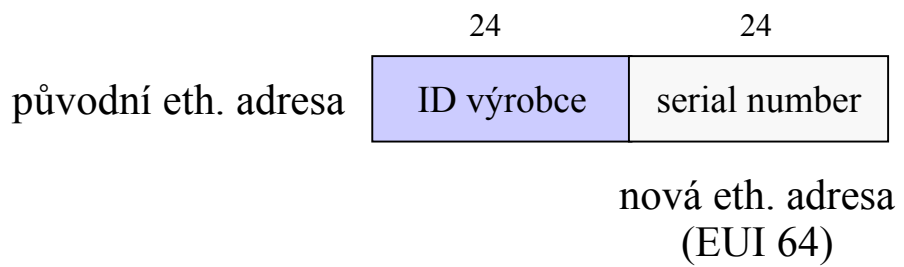 24 24
původní eth. adresa ID výrobce serial number
nová eth. adresa
(EUI 64)